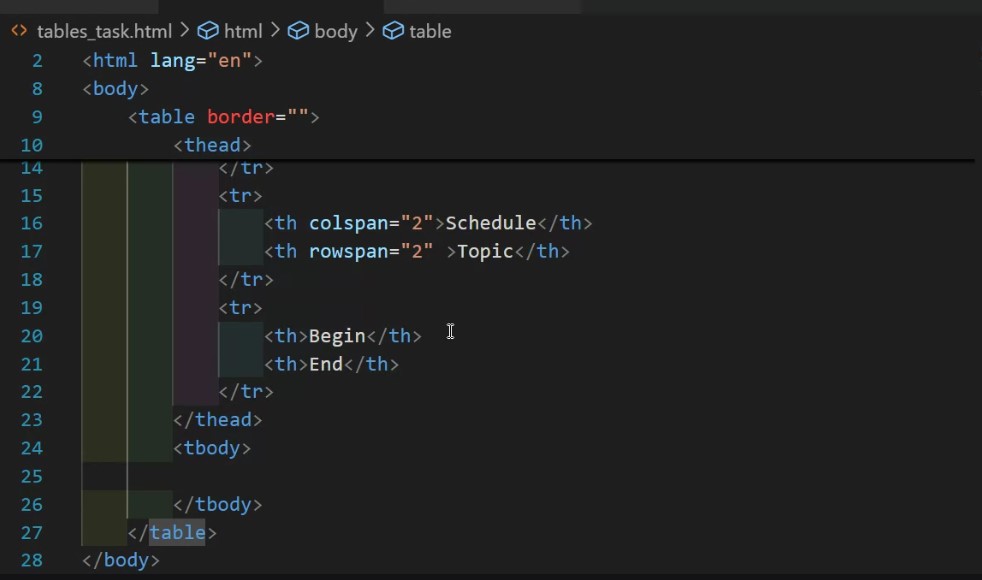 tables_task.html > html > body > table
2 <html lang="en">
8 <body>
9 <table border="">
10 <thead>
14 </tr>
15 <tr>
16 <th colspan="2">Schedule</th>
17 <th rowspan="2" >Topic</th>
18 </tr>
19 <tr>
20 <th>Begin</th>
21 <th>End</th>
22 </tr>
23 </thead>
24 <tbody>
25
26 </tbody>
27 </table>
28 </body>